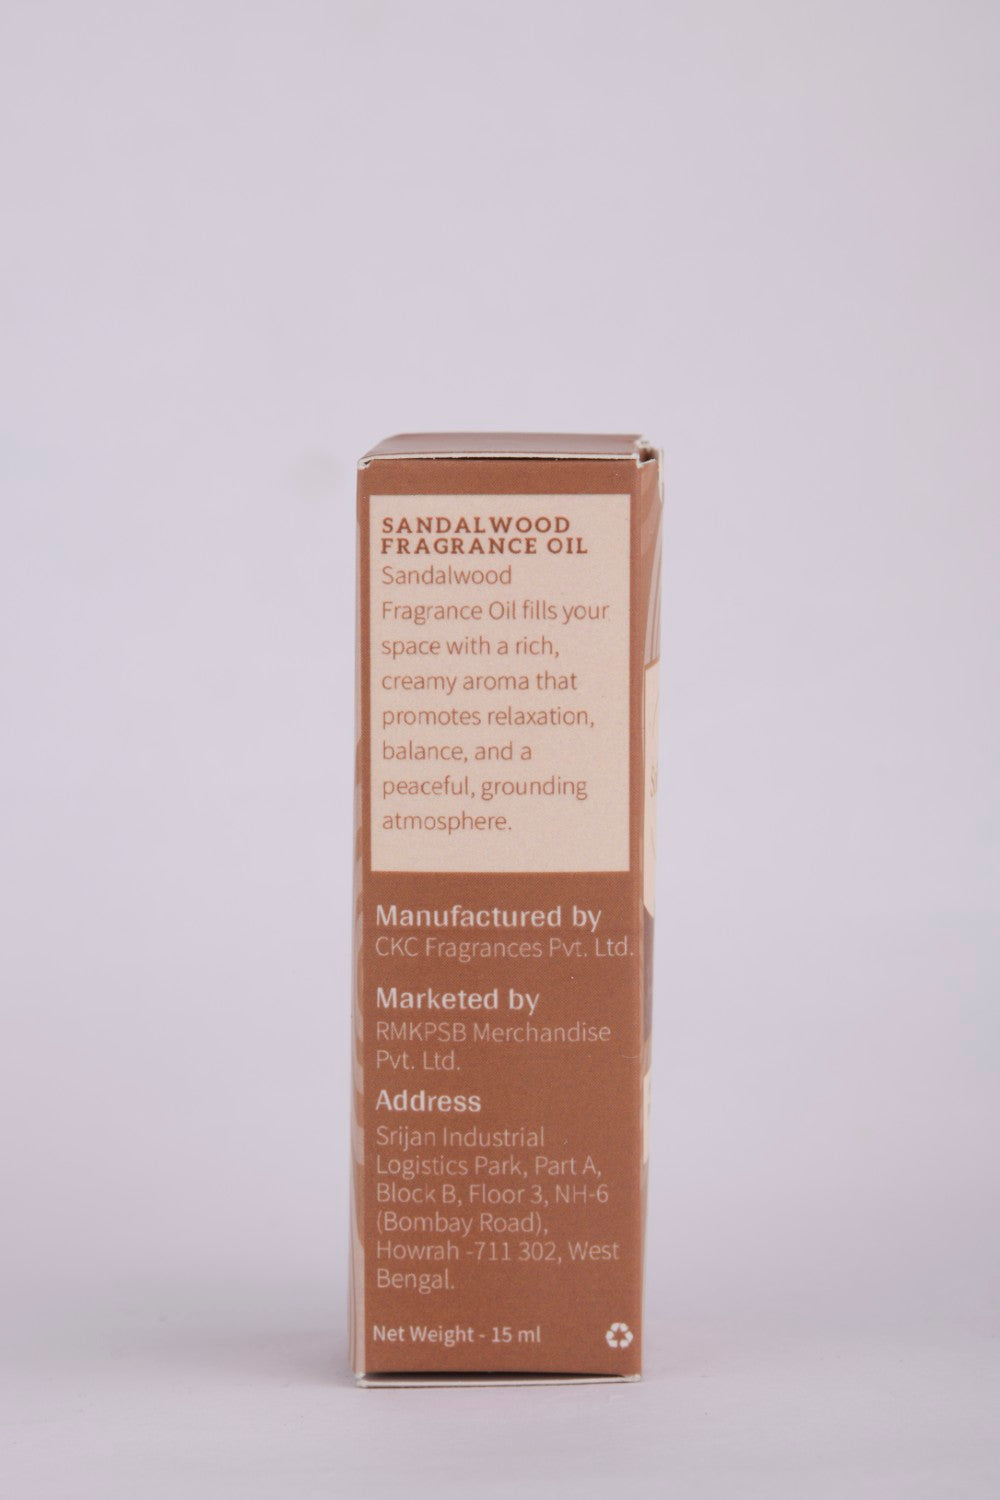 SANDALWOOD
FRAGRANCE OIL
Sandalwood
Fragrance Oil fills your
space with a rich,
creamy aroma that
promotes relaxation,
balance, and a
peaceful, grounding
atmosphere.
Manufactured by
CKC Fragrances Pvt. Ltd.
Marketed by
RMKPSB Merchandise
Pvt. Ltd.
Address
Srijan Industrial
Logistics Park, Part A,
Block B, Floor 3, NH-6
(Bombay Road),
Howrah -711 302, West
Bengal.
Net Weight - 15 ml